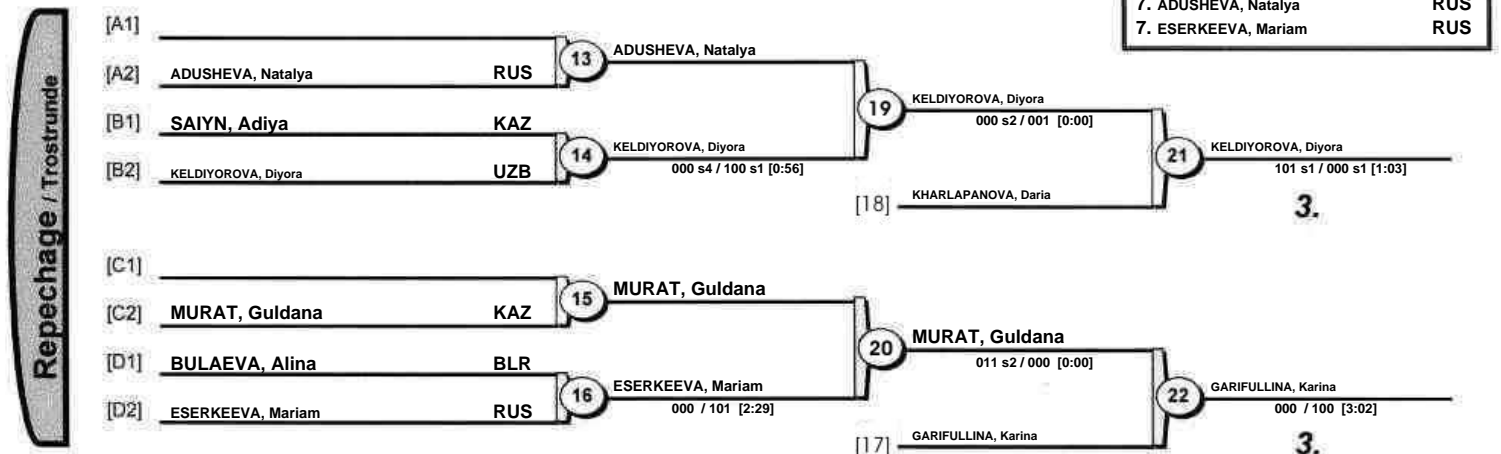 7. ADUSHEVA, Natalya RUS
7. ESERKEEVA, Mariam RUS
Repechage / Trostrunde
[A1]
[A2] ADUSHEVA, Natalya RUS
13 ADUSHEVA, Natalya
[B1] SAIYN, Adiya KAZ
[B2] KELDIYOROVA, Diyora UZB
14 KELDIYOROVA, Diyora
000 s4 / 100 s1 [0:56]
19 KELDIYOROVA, Diyora
000 s2 / 001 [0:00]
[18] KHARLAPANOVA, Daria
21 KELDIYOROVA, Diyora
101 s1 / 000 s1 [1:03]
3.
[C1]
[C2] MURAT, Guldana KAZ
15 MURAT, Guldana
[D1] BULAEVA, Alina BLR
[D2] ESERKEEVA, Mariam RUS
16 ESERKEEVA, Mariam
000 / 101 [2:29]
20 MURAT, Guldana
011 s2 / 000 [0:00]
[17] GARIFULLINA, Karina
22 GARIFULLINA, Karina
000 / 100 [3:02]
3.